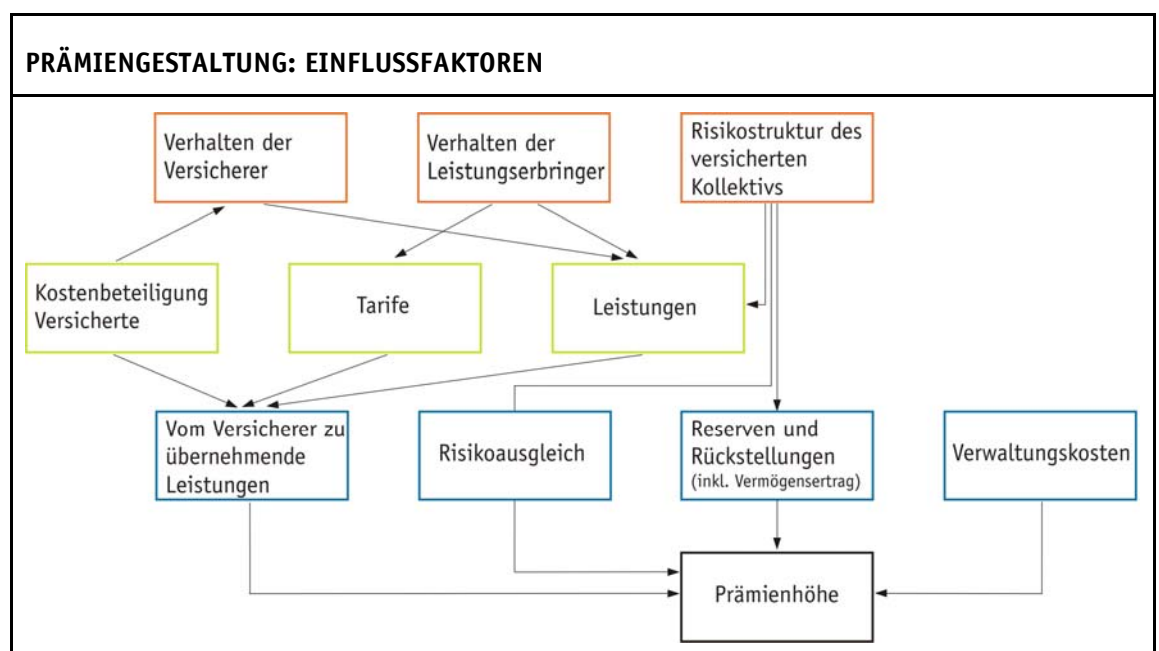 PRÄMIENGESTALTUNG: EINFLUSSFAKTOREN
Verhalten der
Versicherer
Verhalten der
Leistungserbringer
Risikostruktur des
versicherten
Kollektivs
Kostenbeteiligung
Versicherte
Tarife
Leistungen
Vom Versicherer zu
übernehmende
Leistungen
Risikoausgleich
Reserven und
Rückstellungen
(inkl. Vermögensertrag)
Verwaltungskosten
Prämienhöhe